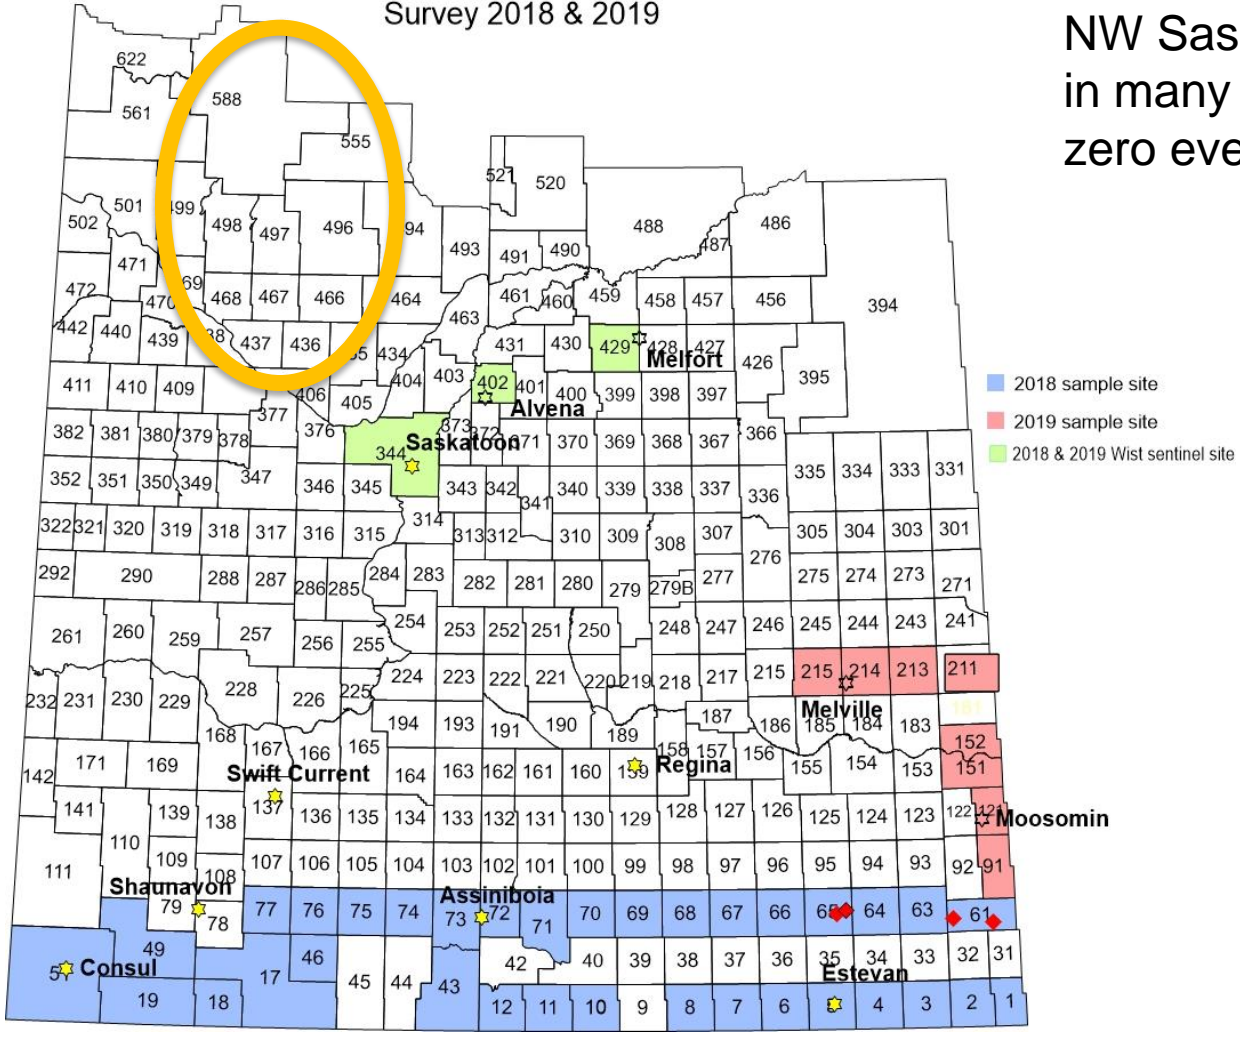 Survey 2018 & 2019
NW Sas
in many
zero eve
622
588
561
555
521 520
501 499 498 497 496 494 488 486
502
493 491 490 487
471
472 470 469 468 467 466 464 461 460 459 458 457 456 394
463
442 440 439 438 437 436 435 434 431 430 429 428 427 426
Melfort
411 410 409 406 405 404 403 402 401 400 399 398 397 395
Alvena
377
382 381 380 379 378 376 373 372 371 370 369 368 367 366
344 Saskatoon
2018 sample site
2019 sample site
2018 & 2019 Wist sentinel site
352 351 350 349 347 346 345 343 342 341 340 339 338 337 336 335 334 333 331
322 321 320 319 318 317 316 315 314 313 312 310 309 308 307 305 304 303 301
276
292 290 288 287 286 285 284 283 282 281 280 279 279B 277 275 274 273 271
261 260 259 257 256 255 254 253 252 251 250 248 247 246 245 244 243 241
232 231 230 229 228 226 225 224 223 222 221 220 219 218 217 215 215 214 213 211
Melville
181
168 167 166 165 194 193 191 190 189 187 186 185 184 183
152
142 171 169 164 163 162 161 160 159 158 157 156 155 154 153 151
Swift Current
Regina
141 139 138 137 136 135 134 133 132 131 130 129 128 127 126 125 124 123 122 121
Moosomin
111 110 109 108 107 106 105 104 103 102 101 100 99 98 97 96 95 94 93 92 91
Shaunavon
Assiniboia
79 78 77 76 75 74 73 72 71 70 69 68 67 66 65 64 63 61
51 Consul 49 46 45 44 43 42 40 39 38 37 36 35 34 33 32 31
Estevan
19 18 17 12 11 10 9 8 7 6 4 3 2 1